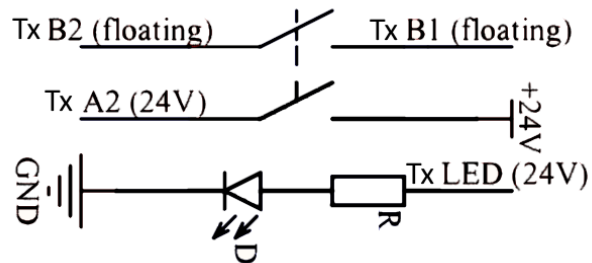 Tx B2 (floating) Tx B1 (floating)
Tx A2 (24V) +24V
GND Tx LED (24V)
D R